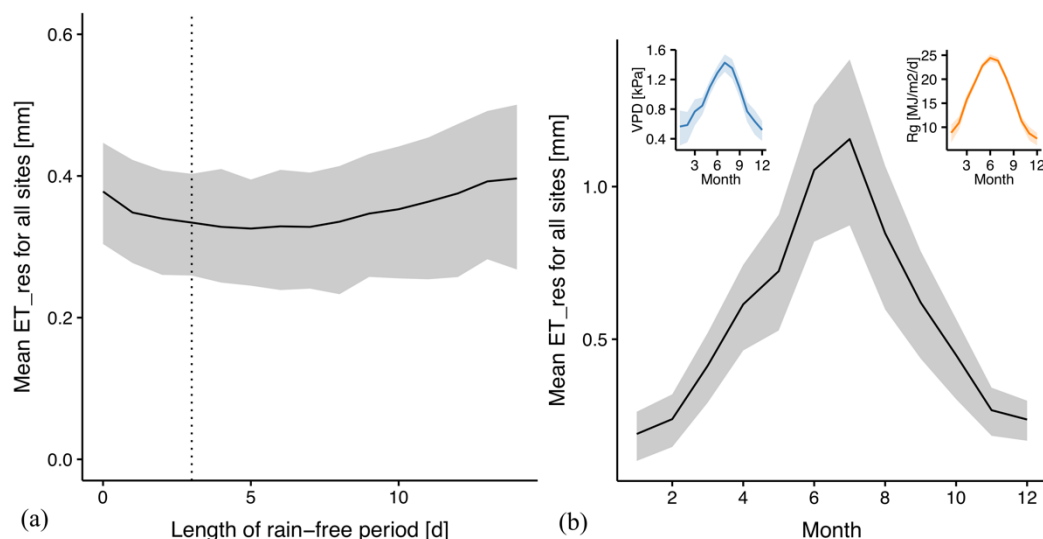 0.6
0.4
0.2
0.0
Mean ET_res for all sites [mm]
0 5 10
Length of rain-free period [d]
(a)
1.0
0.5
Mean ET_res for all sites [mm]
2 4 6 8 10 12
Month
(b)
1.6
1.2
0.8
0.4
VPD [kPa]
3 6 9 12
Month
25
20
15
10
Rg [MJ/m2/d]
3 6 9 12
Month